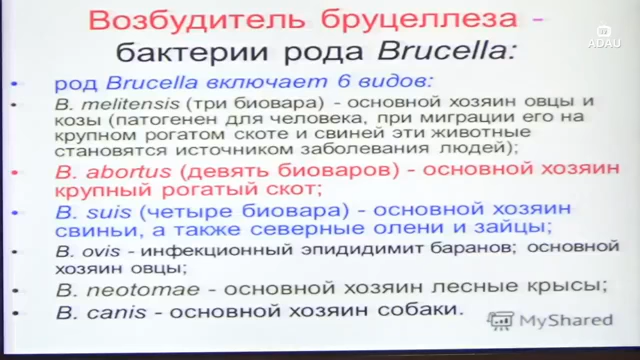 Возбудитель бруцеллеза -
бактерии рода Brucella:
• род Brucella включает 6 видов:
• B. melitensis (три биовара) - основной хозяин овцы и
козы (патогенен для человека, при миграции его на
крупном рогатом скоте и свиней эти животные
становятся источником заболевания людей);
• B. abortus (девять биоваров) - основной хозяин
крупный рогатый скот;
• B. suis (четыре биовара) - основной хозяин
свиньи, а также северные олени и зайцы;
• B. ovis - инфекционный эпидидимит баранов; основной
хозяин овцы;
• B. neotomae - основной хозяин лесные крысы;
• B. canis - основной хозяин собаки.
MyShared
TV
ADAU